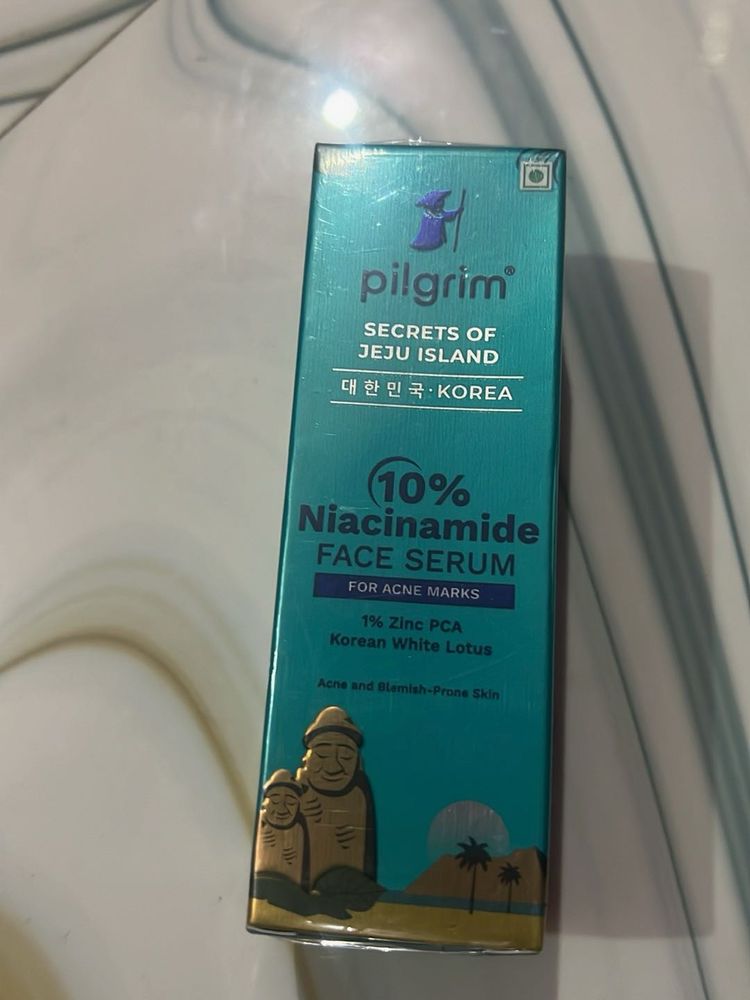 pilgrim®
SECRETS OF
JEJU ISLAND
대한민국·KOREA
10%
Niacinamide
FACE SERUM
FOR ACNE MARKS
1% Zinc PCA
Korean White Lotus
Acne and Blemish-Prone Skin